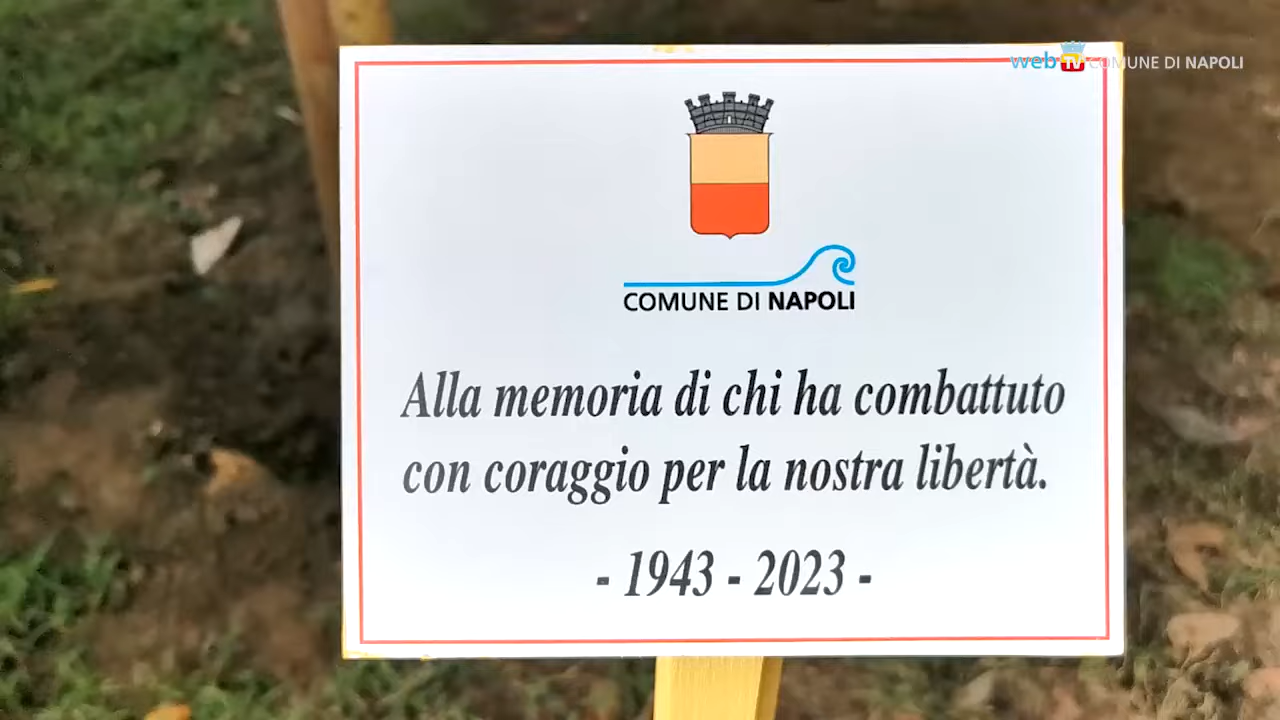 web TV COMUNE DI NAPOLI
COMUNE DI NAPOLI
Alla memoria di chi ha combattuto
con coraggio per la nostra libertà.
- 1943 - 2023 -